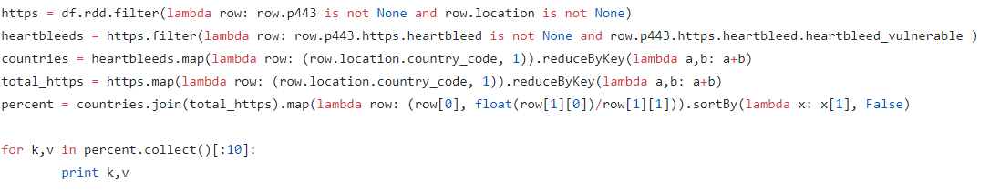 https = df.rdd.filter(lambda row: row.p443 is not None and row.location is not None)
heartbleeds = https.filter(lambda row: row.p443.https.heartbleed is not None and row.p443.https.heartbleed.heartbleed_vulnerable )
countries = heartbleeds.map(lambda row: (row.location.country_code, 1)).reduceByKey(lambda a,b: a+b)
total_https = https.map(lambda row: (row.location.country_code, 1)).reduceByKey(lambda a,b: a+b)
percent = countries.join(total_https).map(lambda row: (row[0], float(row[1][0])/row[1][1])).sortBy(lambda x: x[1], False)

for k,v in percent.collect()[:10]:
        print k,v